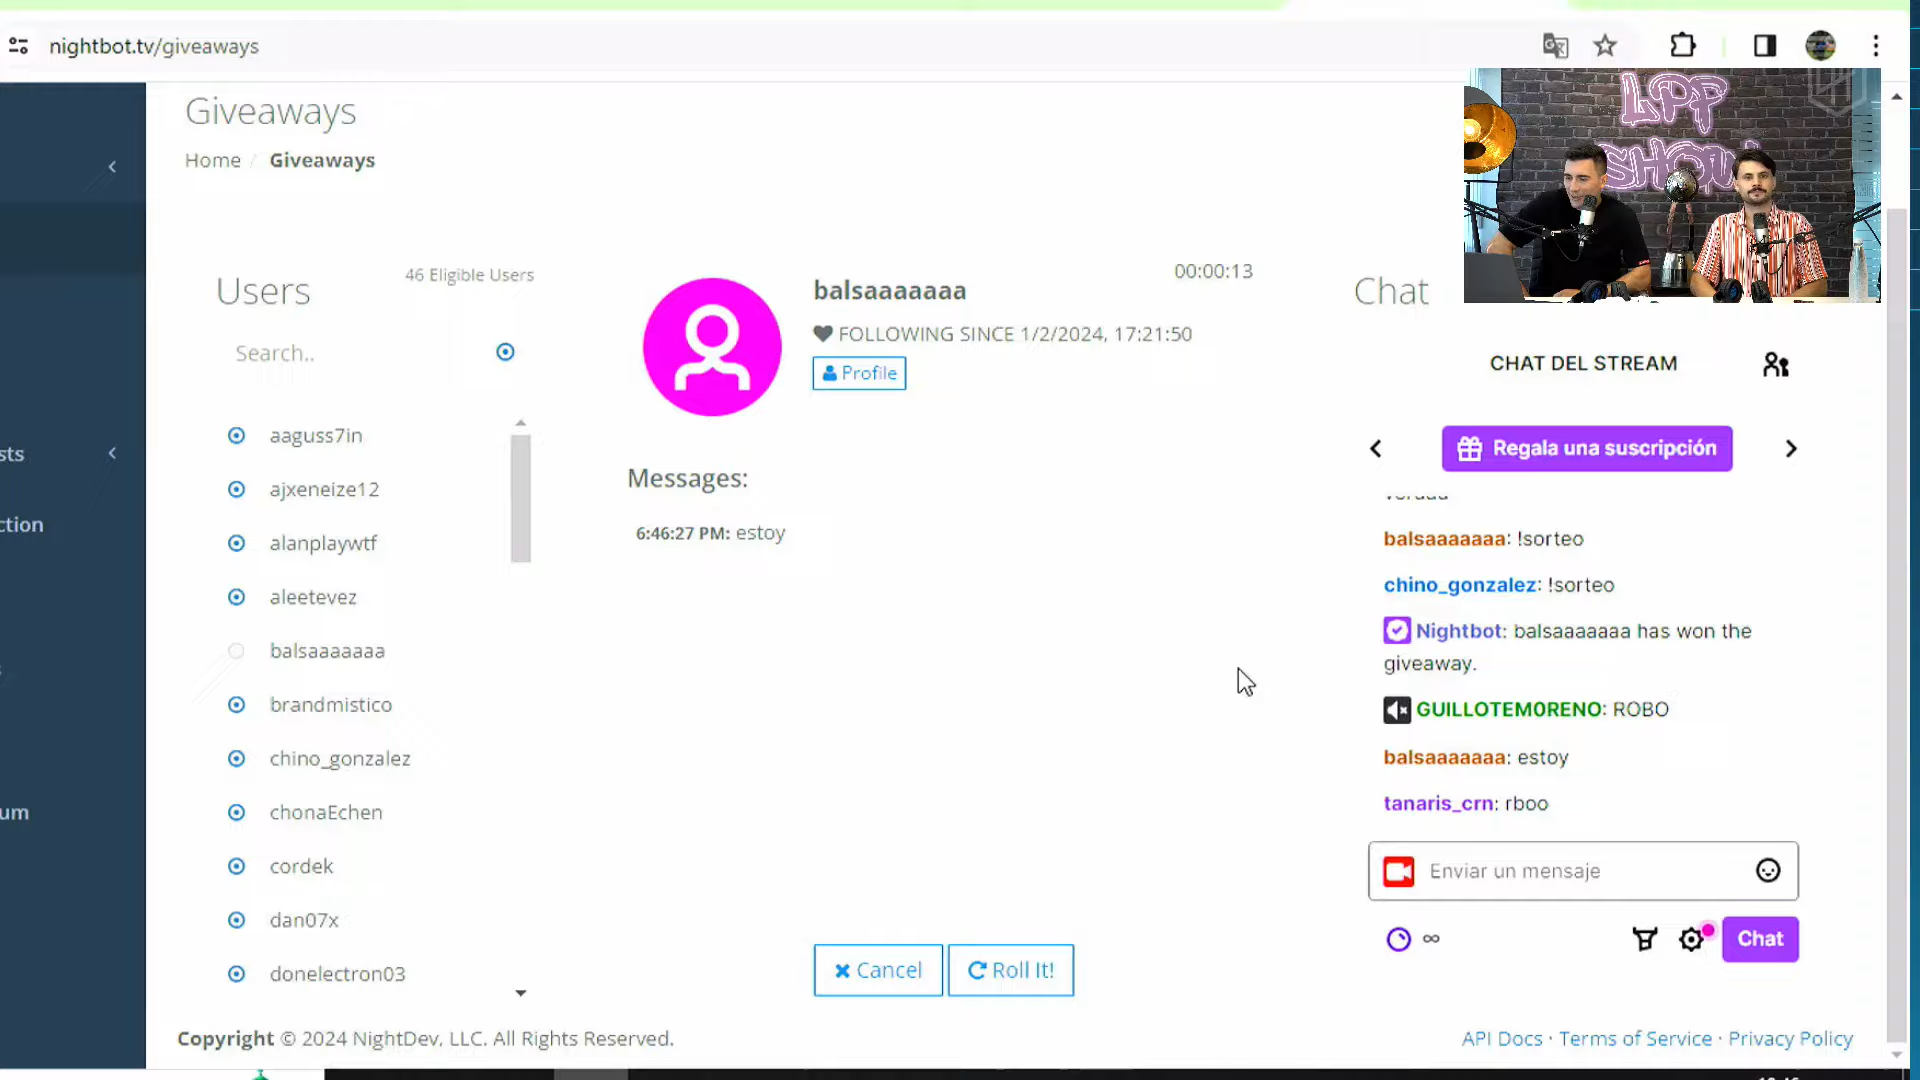 nightbot.tv/giveaways
Giveaways
Home / Giveaways
LPP
SHOW
Users
46 Eligible Users
Search..
aaguss7in
ajxeneize12
alanplaywtf
aleetevez
balsaaaaaaa
brandmistico
chino_gonzalez
chonaEchen
cordek
dan07x
donelectron03
sts
ction
um
balsaaaaaaa
00:00:13
FOLLOWING SINCE 1/2/2024, 17:21:50
Profile
Messages:
6:46:27 PM: estoy
Cancel
Roll It!
Chat
CHAT DEL STREAM
Regala una suscripción
balsaaaaaaa: !sorteo
chino_gonzalez: !sorteo
Nightbot: balsaaaaaaa has won the
giveaway.
GUILLOTEM0RENO: ROBO
balsaaaaaaa: estoy
tanaris_crn: rboo
Enviar un mensaje
∞
Chat
Copyright © 2024 NightDev, LLC. All Rights Reserved.
API Docs · Terms of Service · Privacy Policy